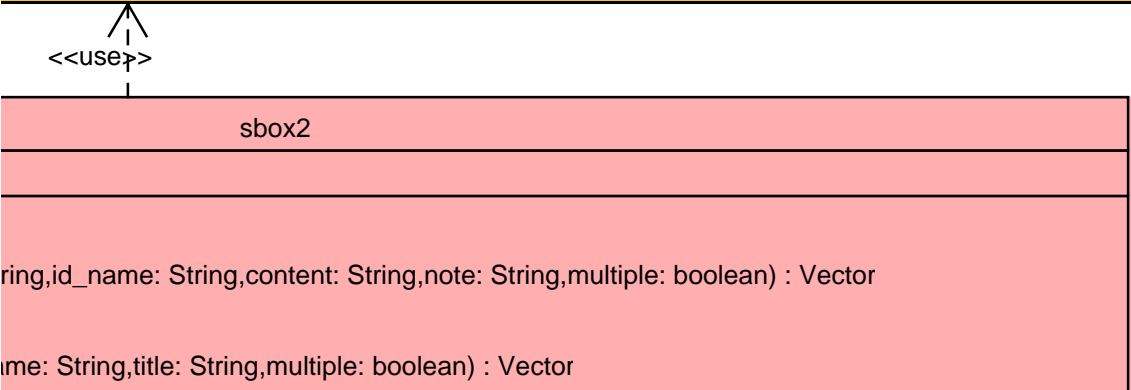 <<use>>
sbox2
ring,id_name: String,content: String,note: String,multiple: boolean) : Vector
me: String,title: String,multiple: boolean) : Vector